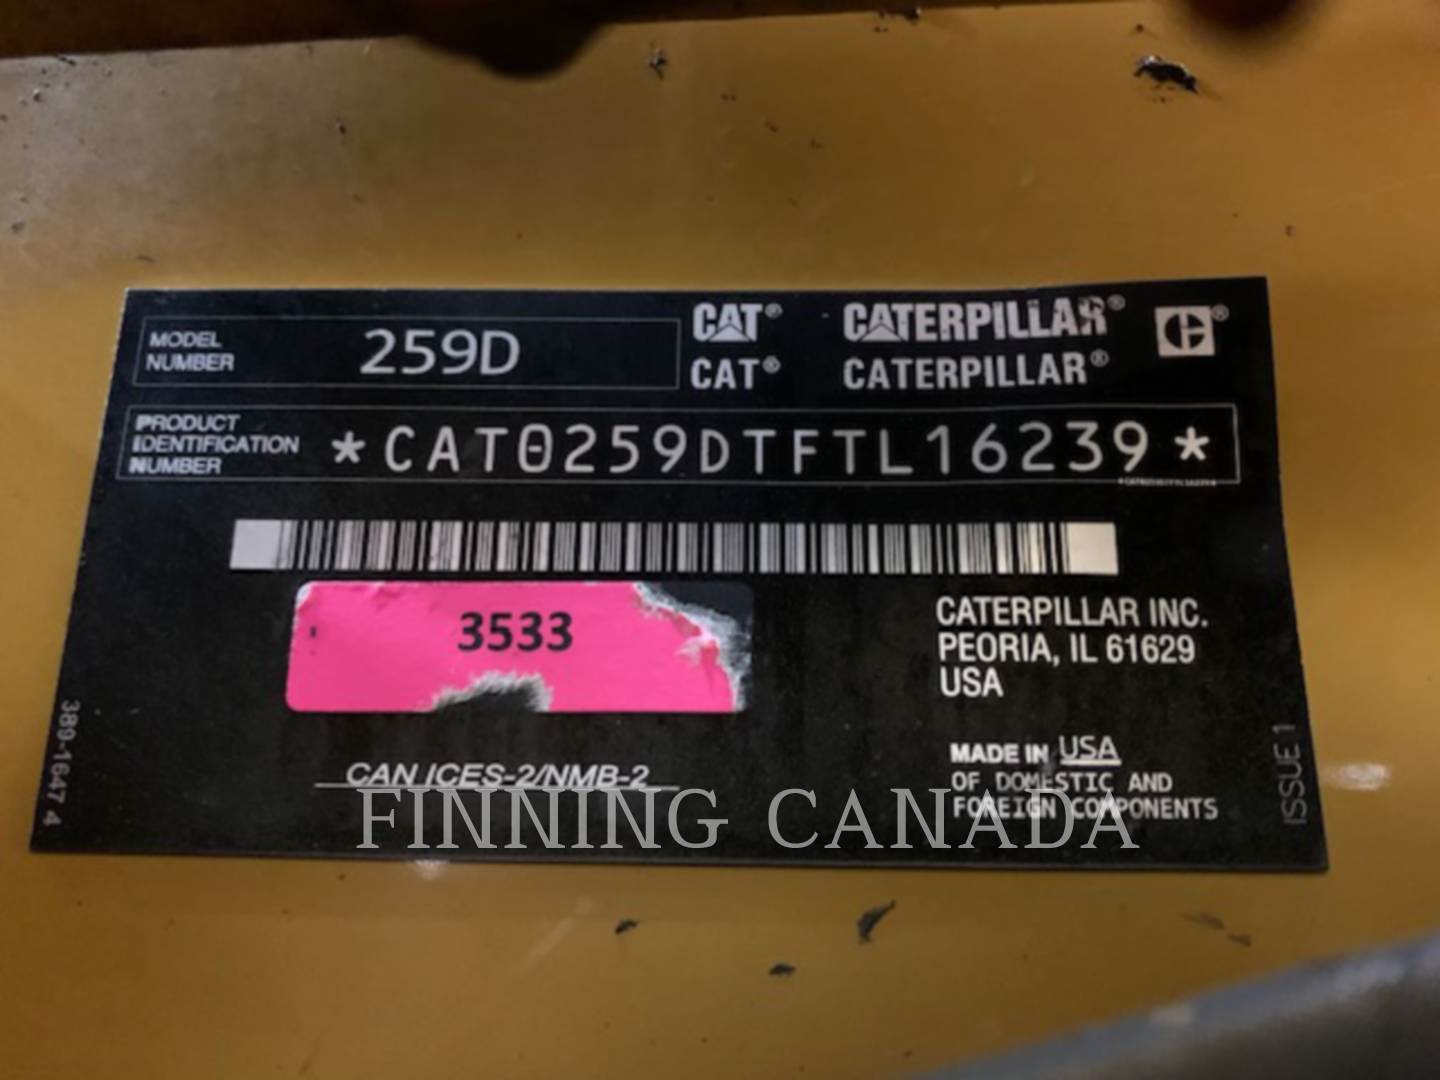 MODEL
NUMBER
259D
CAT® CATERPILLAR®
CAT® CATERPILLAR®
PRODUCT
IDENTIFICATION
NUMBER
*CAT0259DTFTL16239*
3533
CATERPILLAR INC.
PEORIA, IL 61629
USA
MADE IN USA
OF DOMESTIC AND
FOREIGN COMPONENTS
CAN ICES-2/NMB-2
389-1647 4
ISSUE 1
FINNING CANADA